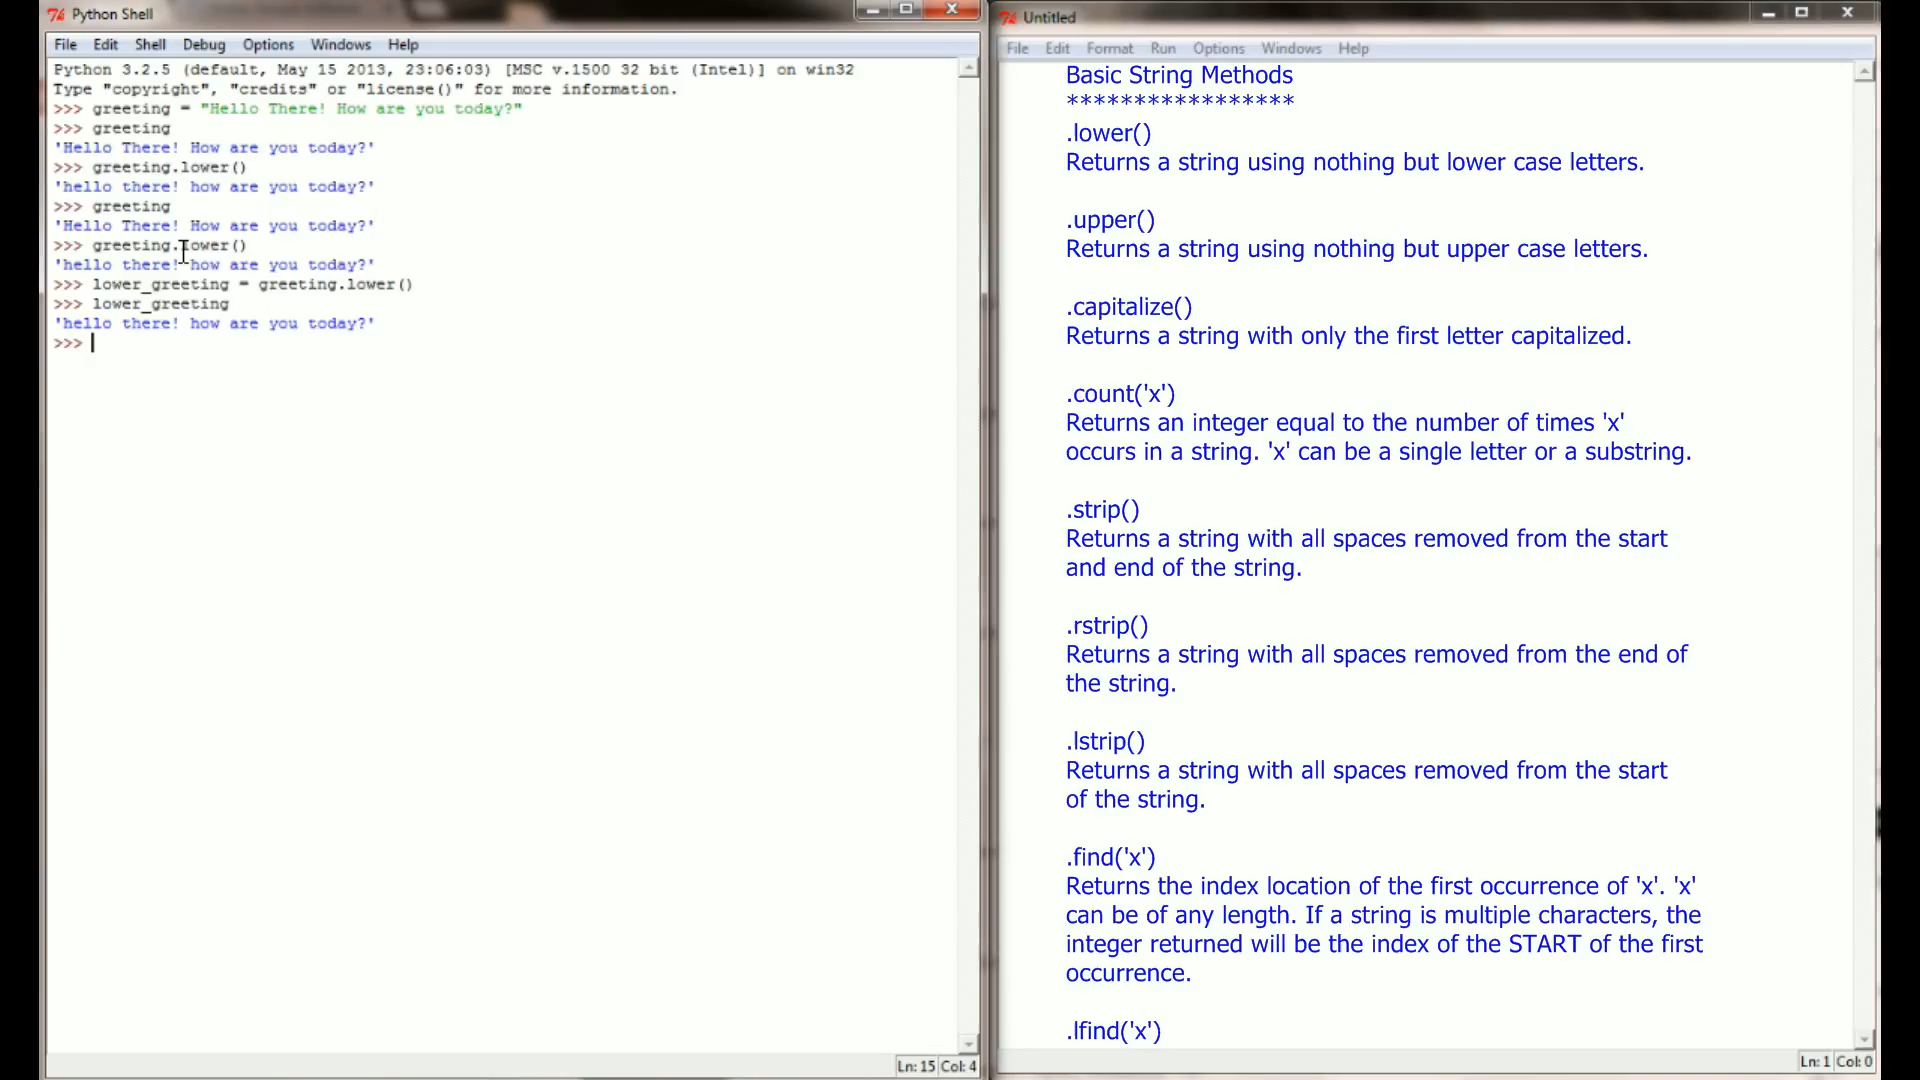 Python Shell
File Edit Shell Debug Options Windows Help
Python 3.2.5 (default, May 15 2013, 23:06:03) [MSC v.1500 32 bit (Intel)] on win32
Type "copyright", "credits" or "license()" for more information.
>>> greeting = "Hello There! How are you today?"
>>> greeting
'Hello There! How are you today?'
>>> greeting.lower()
'hello there! how are you today?'
>>> greeting
'Hello There! How are you today?'
>>> greeting.lower()
'hello there! how are you today?'
>>> lower_greeting = greeting.lower()
>>> lower_greeting
'hello there! how are you today?'
>>>
Ln: 15 Col: 4
Untitled
File Edit Format Run Options Windows Help
Basic String Methods
*****************
.lower()
Returns a string using nothing but lower case letters.
.upper()
Returns a string using nothing but upper case letters.
.capitalize()
Returns a string with only the first letter capitalized.
.count('x')
Returns an integer equal to the number of times 'x'
occurs in a string. 'x' can be a single letter or a substring.
.strip()
Returns a string with all spaces removed from the start
and end of the string.
.rstrip()
Returns a string with all spaces removed from the end of
the string.
.lstrip()
Returns a string with all spaces removed from the start
of the string.
.find('x')
Returns the index location of the first occurrence of 'x'. 'x'
can be of any length. If a string is multiple characters, the
integer returned will be the index of the START of the first
occurrence.
.lfind('x')
Ln: 1 Col: 0